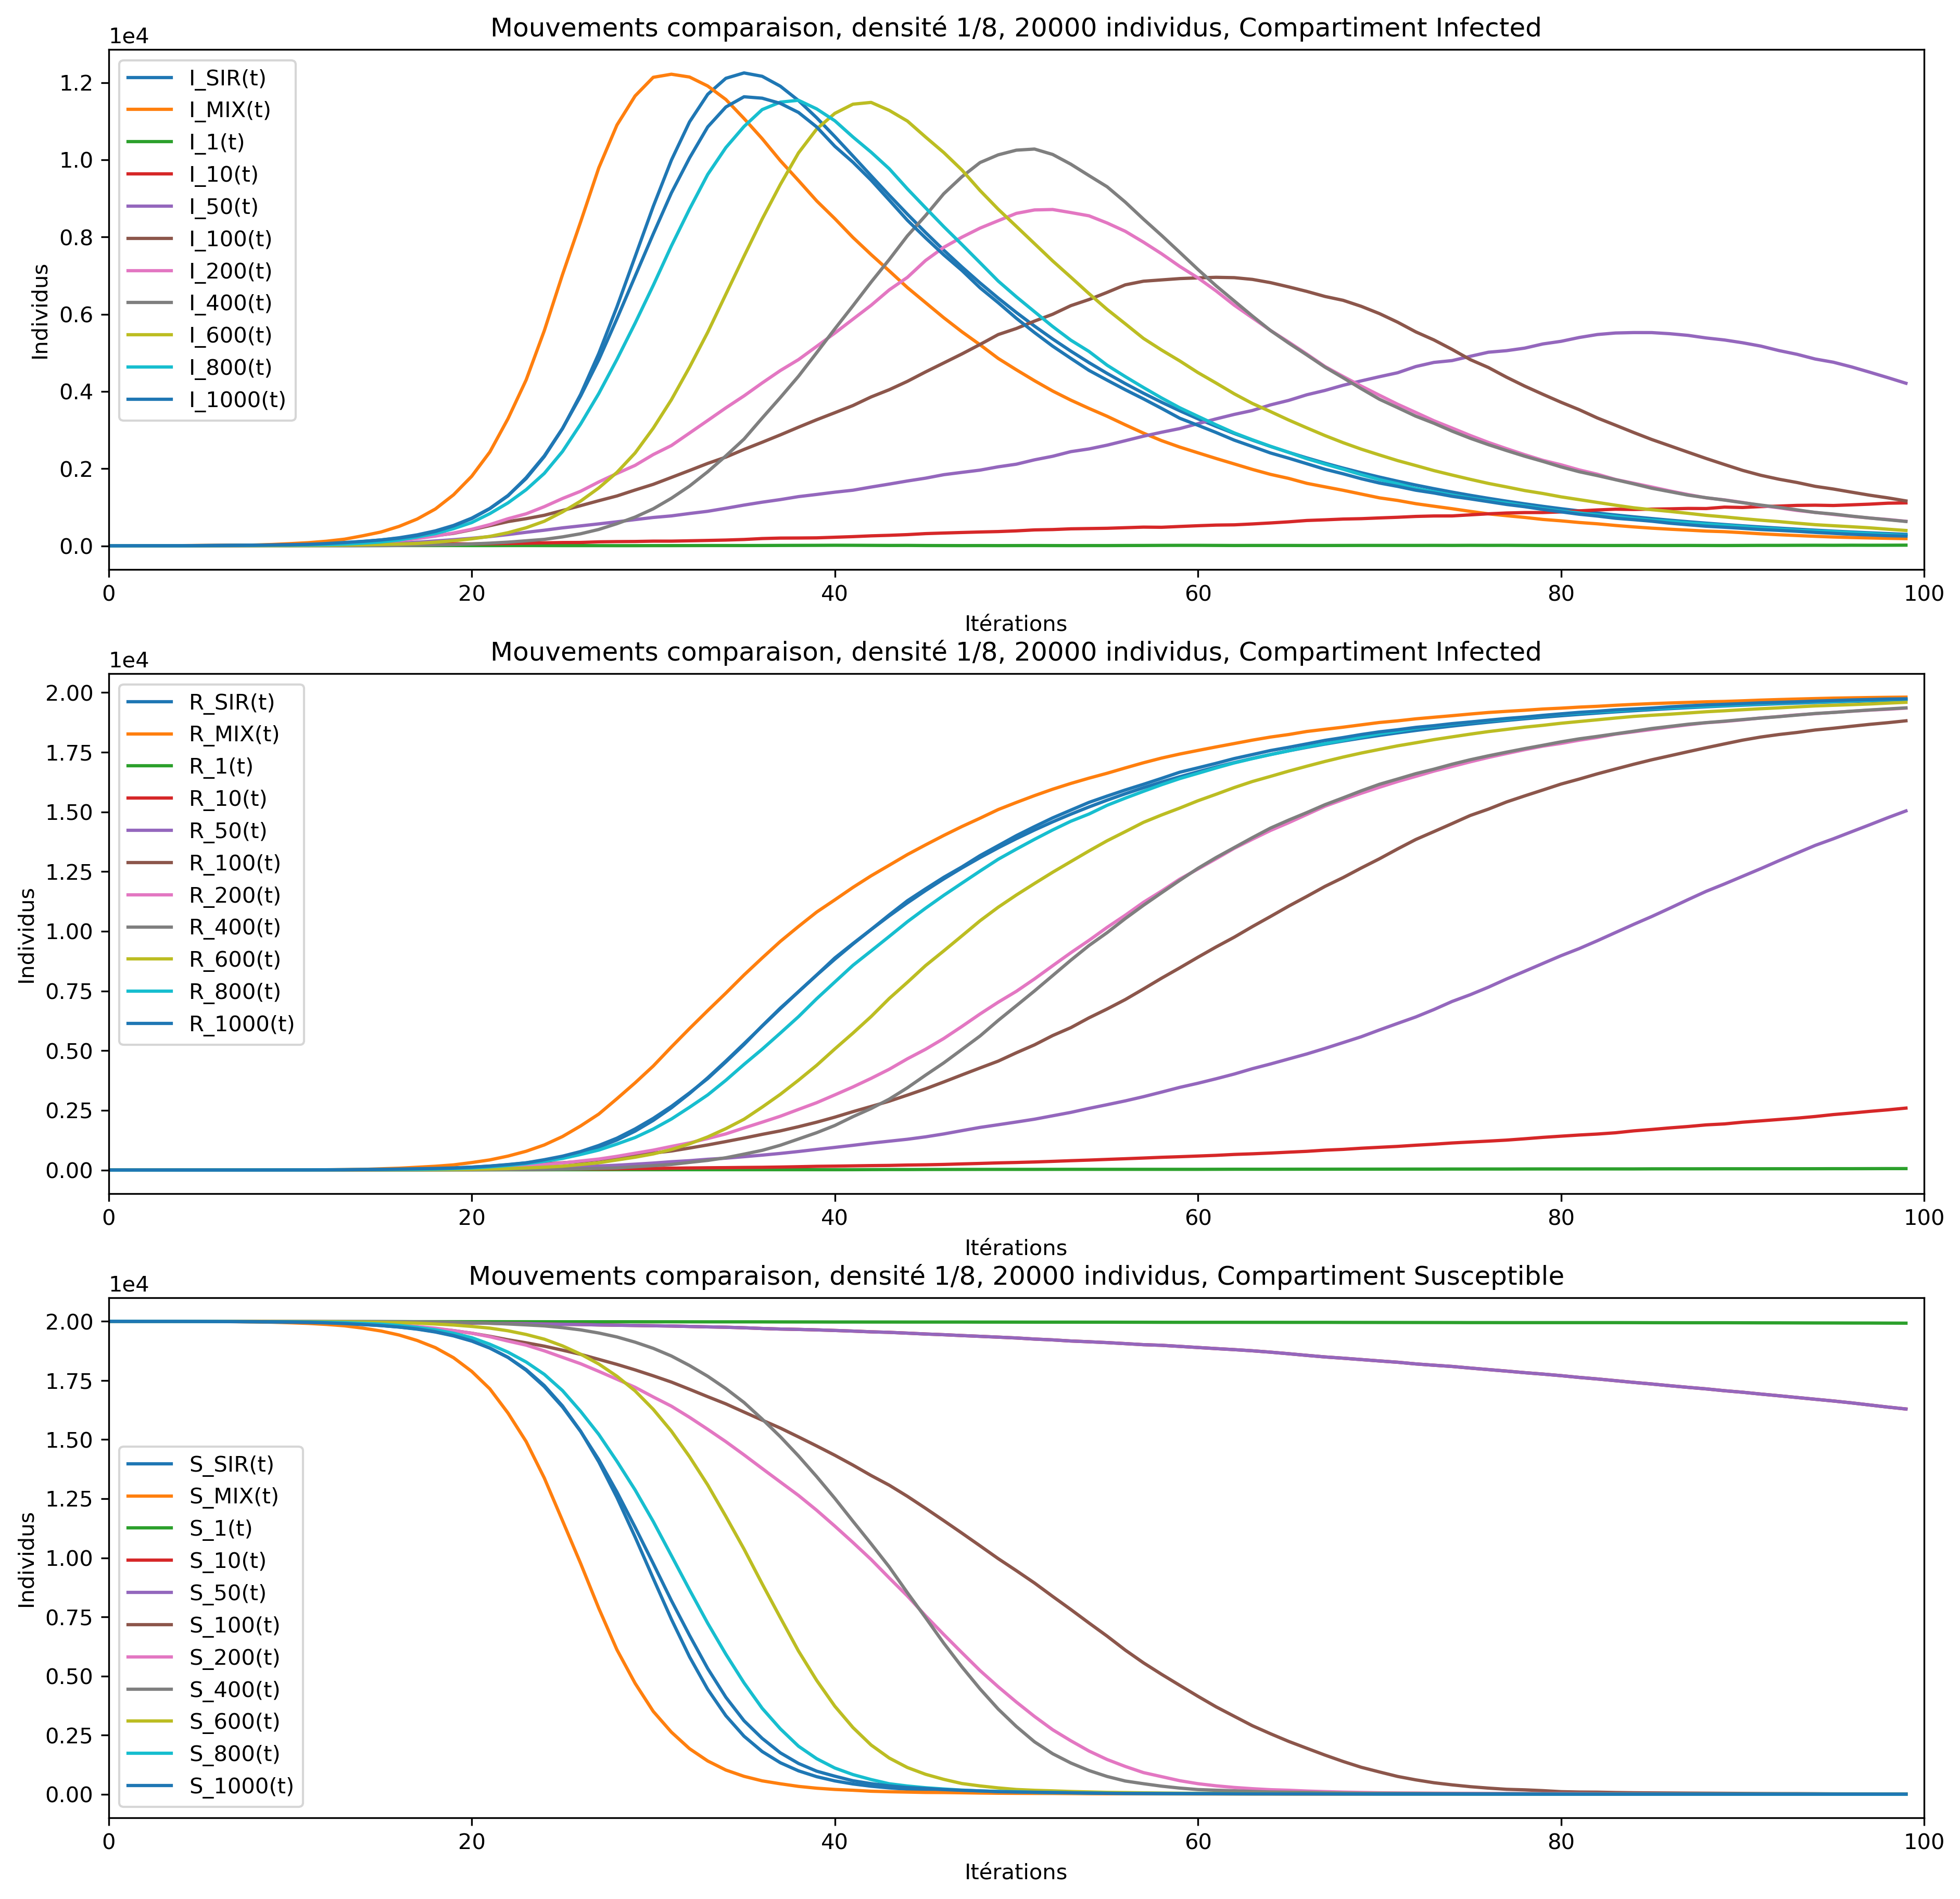 Mouvements comparaison, densité 1/8, 20000 individus, Compartiment Infected
1e4
1.2
1.0
0.8
0.6
0.4
0.2
0.0
Individus
I_SIR(t)
I_MIX(t)
I_1(t)
I_10(t)
I_50(t)
I_100(t)
I_200(t)
I_400(t)
I_600(t)
I_800(t)
I_1000(t)
0 20 40 60 80 100
Itérations
Mouvements comparaison, densité 1/8, 20000 individus, Compartiment Infected
1e4
2.00
1.75
1.50
1.25
1.00
0.75
0.50
0.25
0.00
Individus
R_SIR(t)
R_MIX(t)
R_1(t)
R_10(t)
R_50(t)
R_100(t)
R_200(t)
R_400(t)
R_600(t)
R_800(t)
R_1000(t)
0 20 40 60 80 100
Itérations
Mouvements comparaison, densité 1/8, 20000 individus, Compartiment Susceptible
1e4
2.00
1.75
1.50
1.25
1.00
0.75
0.50
0.25
0.00
Individus
S_SIR(t)
S_MIX(t)
S_1(t)
S_10(t)
S_50(t)
S_100(t)
S_200(t)
S_400(t)
S_600(t)
S_800(t)
S_1000(t)
0 20 40 60 80 100
Itérations